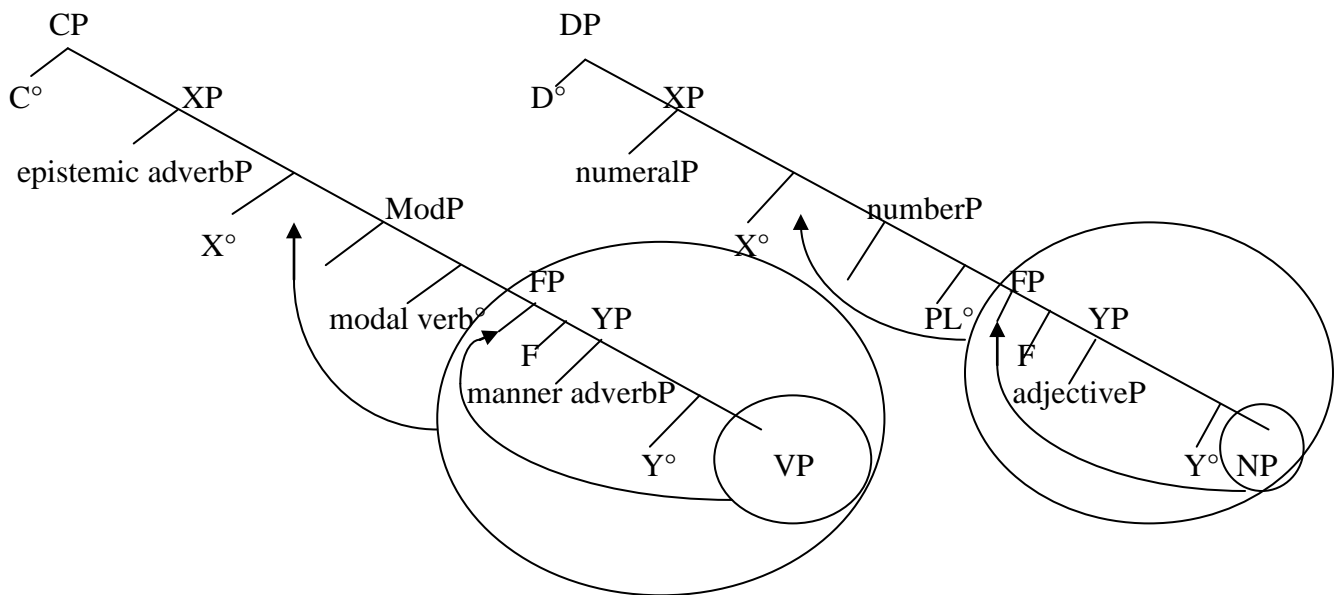 CP
DP
C°
XP
D°
XP
epistemic adverbP
numeralP
X°
ModP
X°
numberP
modal verb°
FP
F
YP
PL°
FP
F
YP
manner adverbP
adjectiveP
Y°
VP
Y°
NP